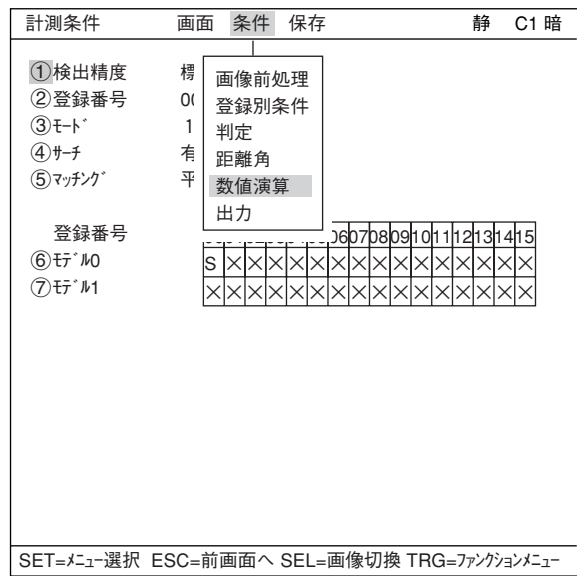 計測条件 画面 条件 保存 静 C1 暗
①検出精度 標
②登録番号
③ﾓｰﾄﾞ 1
④ｻｰﾁ 有
⑤ﾏｯﾁﾝｸﾞ 平
画像前処理
登録別条件
判定
距離角
数値演算
出力
登録番号 06 07 08 09 10 11 12 13 14 15
⑥ﾓﾃﾞﾙ0 S × × × × × × × × × × × × × × ×
⑦ﾓﾃﾞﾙ1 × × × × × × × × × × × × × × × ×
SET=ﾒﾆｭｰ選択 ESC=前画面へ SEL=画像切換 TRG=ﾌｧﾝｸｼｮﾝﾒﾆｭｰ